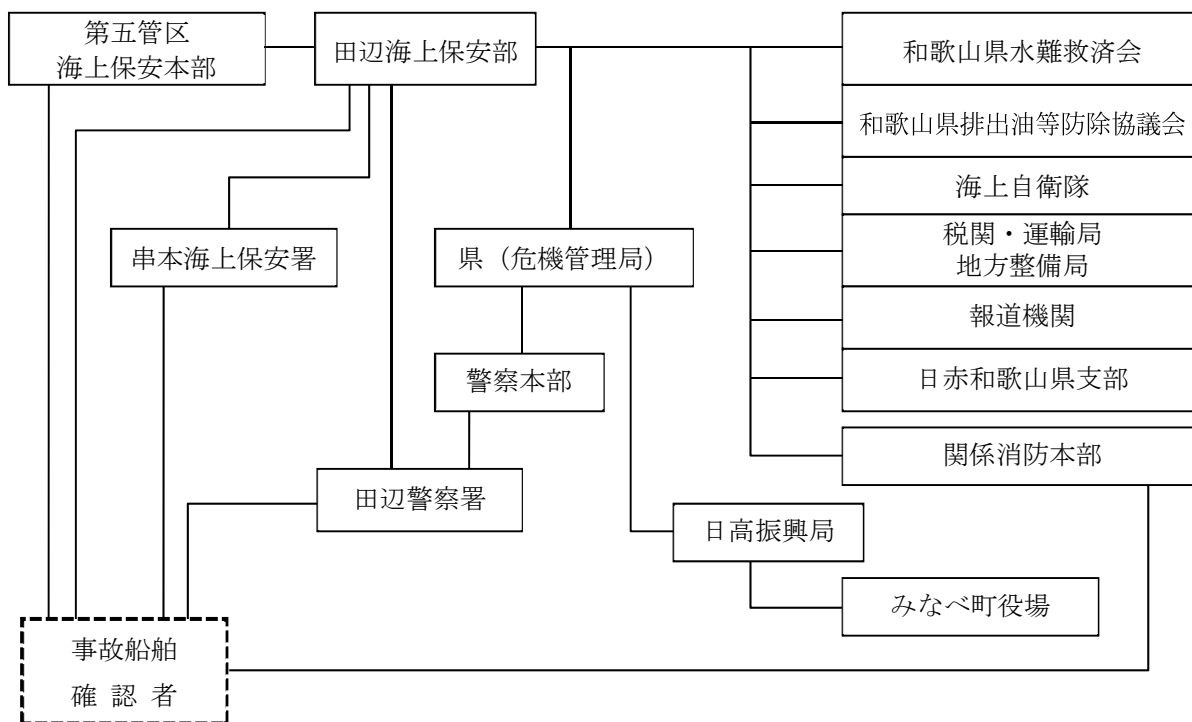 第五管区
海上保安本部
田辺海上保安部
和歌山県水難救済会
和歌山県排出油等防除協議会
海上自衛隊
税関・運輸局
地方整備局
串本海上保安署
県（危機管理局）
報道機関
警察本部
日赤和歌山県支部
関係消防本部
田辺警察署
日高振興局
みなべ町役場
事故船舶
確 認 者